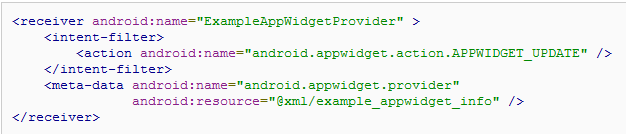 <receiver android:name="ExampleAppWidgetProvider" >
    <intent-filter>
        <action android:name="android.appwidget.action.APPWIDGET_UPDATE" />
    </intent-filter>
    <meta-data android:name="android.appwidget.provider"
               android:resource="@xml/example_appwidget_info" />
</receiver>